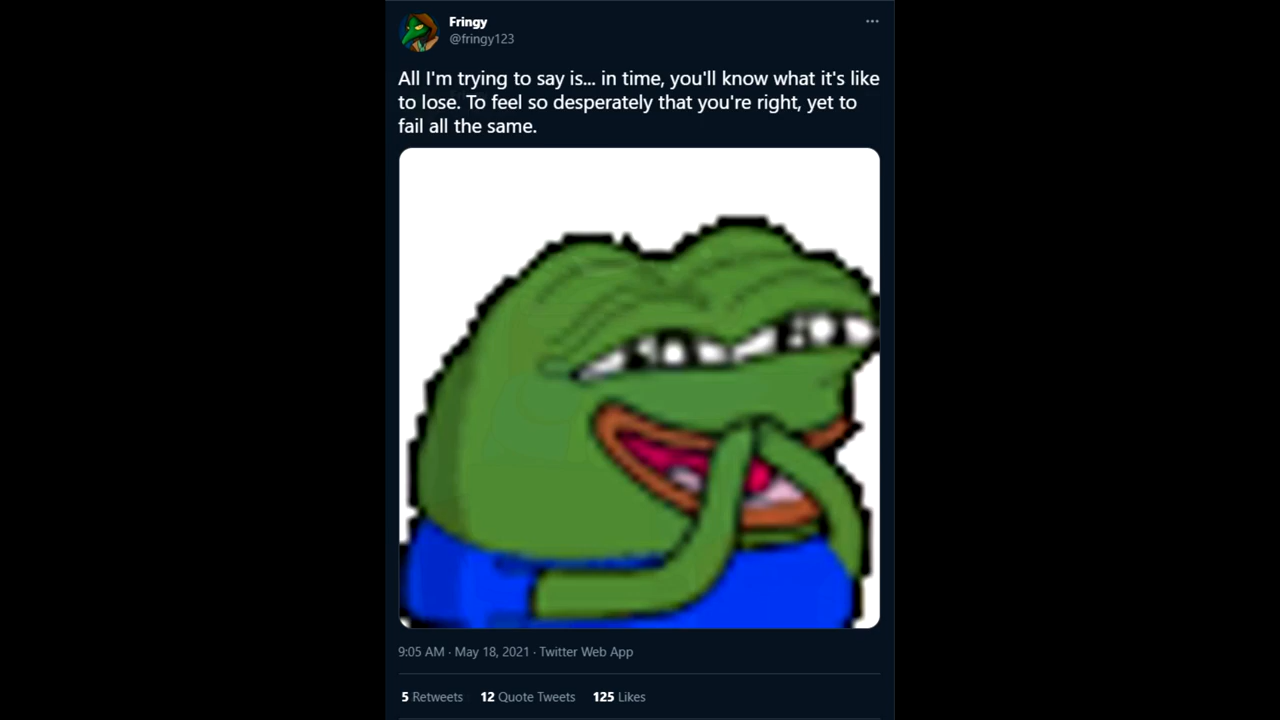 Fringy
@fringy123
All I'm trying to say is... in time, you'll know what it's like
to lose. To feel so desperately that you're right, yet to
fail all the same.
9:05 AM · May 18, 2021 · Twitter Web App
5 Retweets 12 Quote Tweets 125 Likes